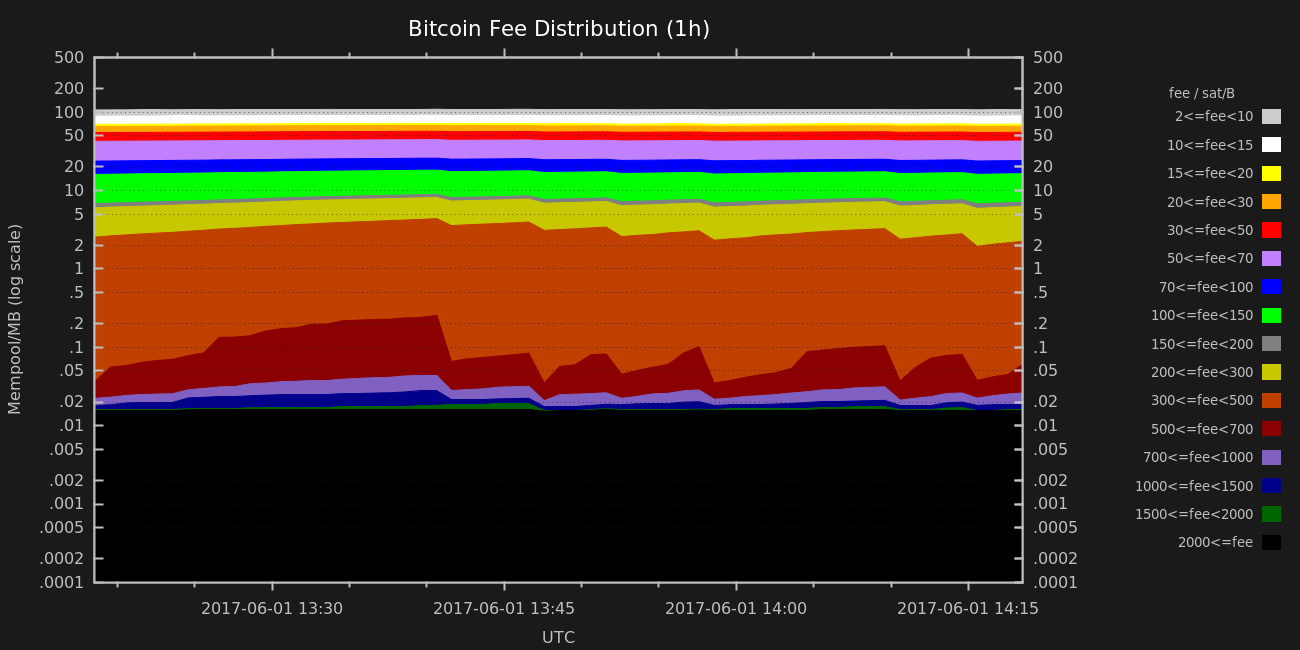 Bitcoin Fee Distribution (1h)
Mempool/MB (log scale)
500
200
100
50
20
10
5
2
1
.5
.2
.1
.05
.02
.01
.005
.002
.001
.0005
.0002
.0001
500
200
100
50
20
10
5
2
1
.5
.2
.1
.05
.02
.01
.005
.002
.001
.0005
.0002
.0001
2017-06-01 13:30 2017-06-01 13:45 2017-06-01 14:00 2017-06-01 14:15
UTC
fee / sat/B
2<=fee<10
10<=fee<15
15<=fee<20
20<=fee<30
30<=fee<50
50<=fee<70
70<=fee<100
100<=fee<150
150<=fee<200
200<=fee<300
300<=fee<500
500<=fee<700
700<=fee<1000
1000<=fee<1500
1500<=fee<2000
2000<=fee